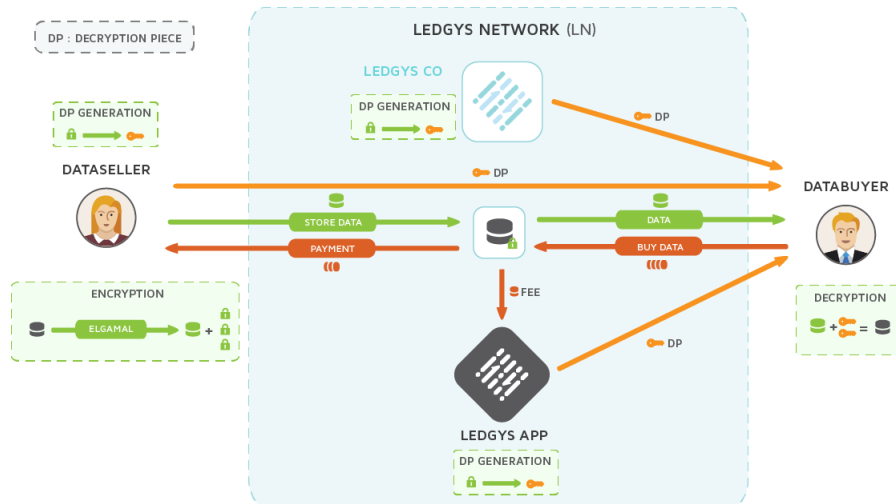 LEDGYS NETWORK (LN)
DP : DECRYPTION PIECE
LEDGYS CO
DP GENERATION
DP GENERATION
DP
DATASELLER
DP
DATABUYER
STORE DATA
DATA
PAYMENT
BUY DATA
ENCRYPTION
FEE
DECRYPTION
ELGAMAL
+
+
=
DP
LEDGYS APP
DP GENERATION